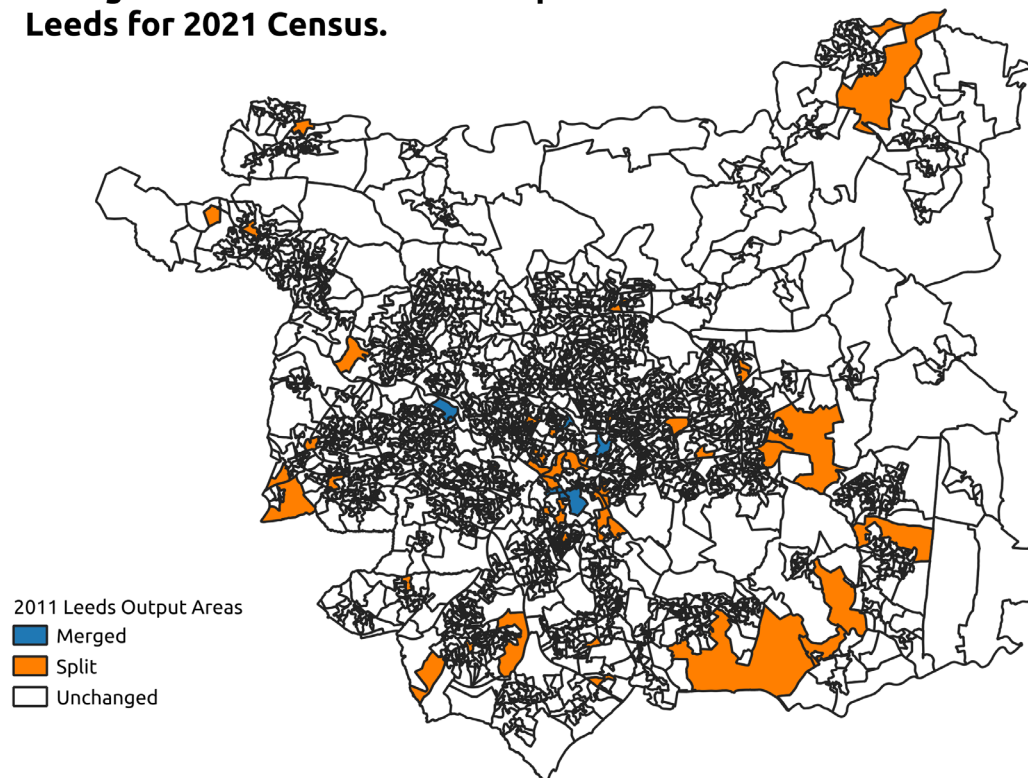 Leeds for 2021 Census.
2011 Leeds Output Areas
Merged
Split
Unchanged